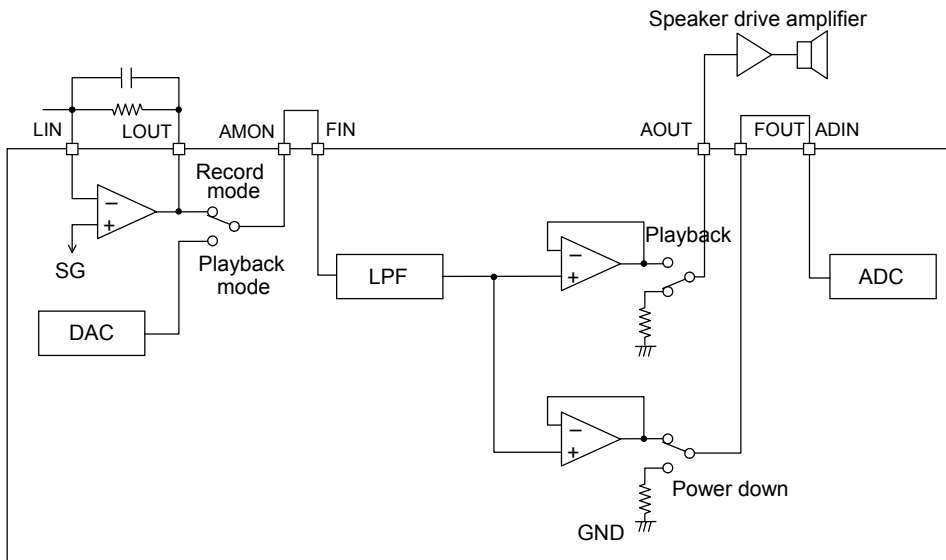 Speaker drive amplifier
LIN
LOUT
AMON
FIN
AOUT
FOUT
ADIN
Record
mode
Playback
SG
Playback
mode
LPF
ADC
DAC
Power down
GND